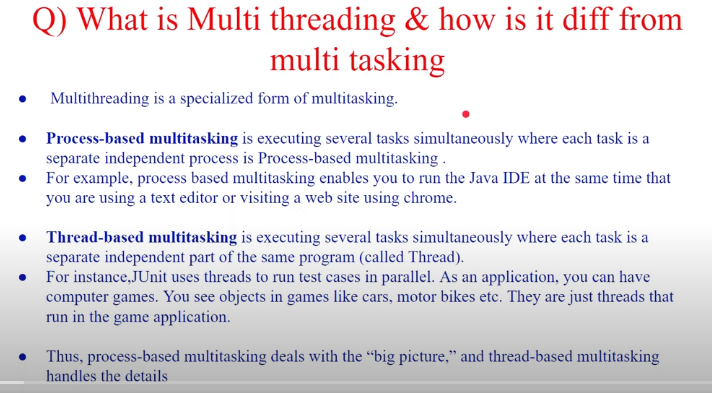 Q) What is Multi threading & how is it diff from
multi tasking
● Multithreading is a specialized form of multitasking.
● Process-based multitasking is executing several tasks simultaneously where each task is a
separate independent process is Process-based multitasking .
● For example, process based multitasking enables you to run the Java IDE at the same time that
you are using a text editor or visiting a web site using chrome.
● Thread-based multitasking is executing several tasks simultaneously where each task is a
separate independent part of the same program (called Thread).
● For instance,JUnit uses threads to run test cases in parallel. As an application, you can have
computer games. You see objects in games like cars, motor bikes etc. They are just threads that
run in the game application.
● Thus, process-based multitasking deals with the “big picture,” and thread-based multitasking
handles the details